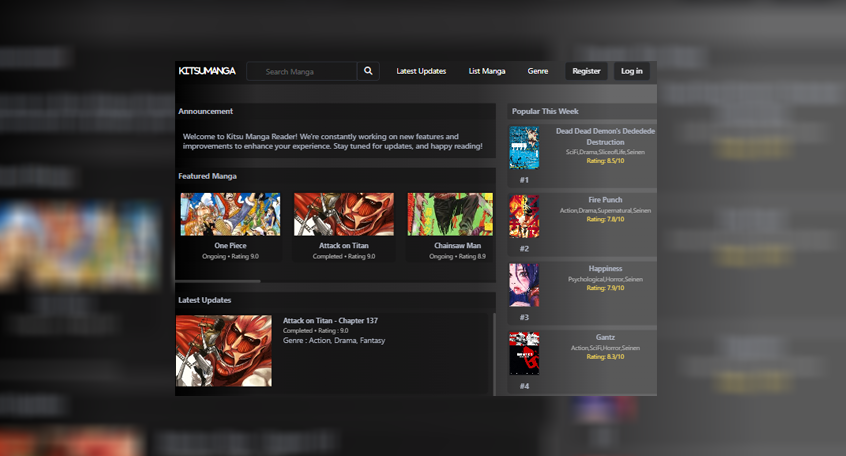 KITSUMANGA
Search Manga
Latest Updates
List Manga
Genre
Register
Log in
Announcement
Welcome to Kitsu Manga Reader! We're constantly working on new features and
improvements to enhance your experience. Stay tuned for updates, and happy reading!
Featured Manga
One Piece
Ongoing • Rating 9.0
Attack on Titan
Completed • Rating 9.0
Chainsaw Man
Ongoing • Rating 8.9
Latest Updates
Attack on Titan - Chapter 137
Completed • Rating : 9.0
Genre : Action, Drama, Fantasy
Popular This Week
Dead Dead Demon's Dededede
Destruction
SciFi,Drama,SliceofLife,Seinen
Rating: 8.5/10
#1
Fire Punch
Action,Drama,Supernatural,Seinen
Rating: 7.8/10
#2
Happiness
Psychological,Horror,Seinen
Rating: 7.9/10
#3
Gantz
Action,SciFi,Horror,Seinen
Rating: 8.3/10
#4